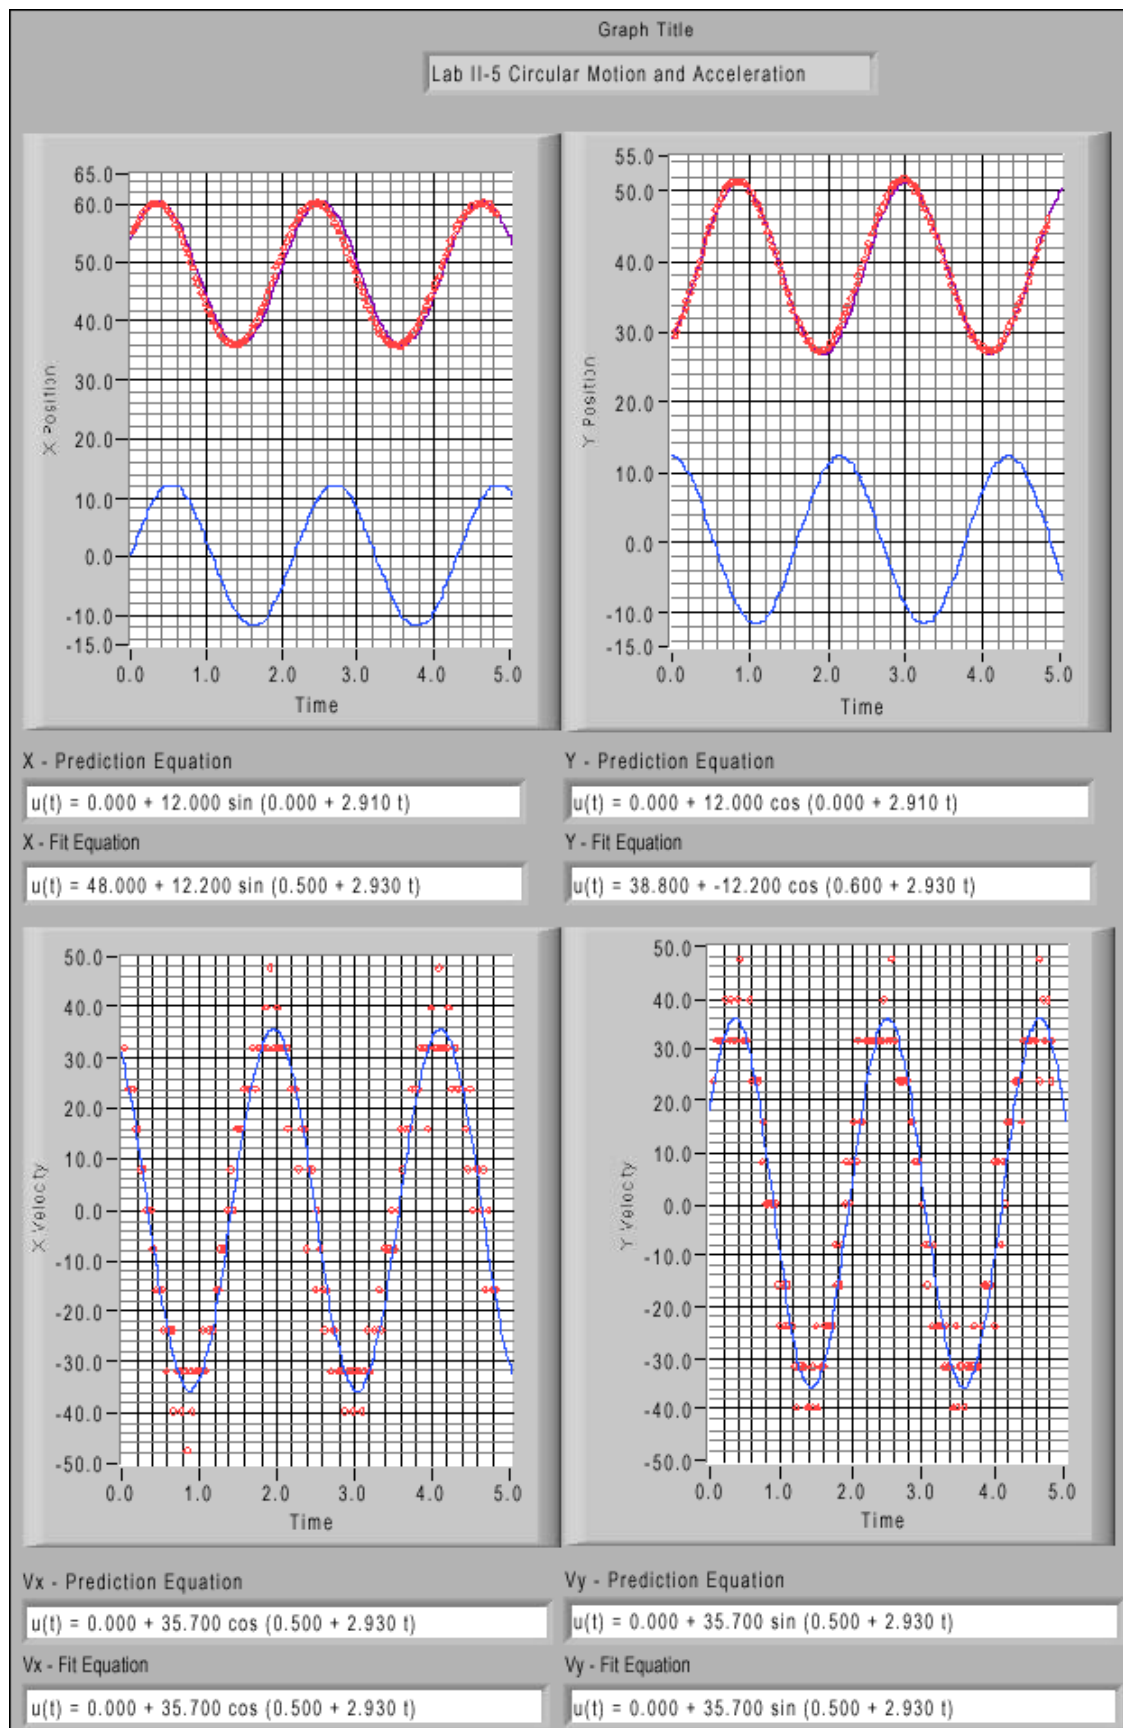 Graph Title
Lab II-5 Circular Motion and Acceleration
65.0
60.0
50.0
40.0
30.0
20.0
10.0
0.0
-10.0
-15.0
X Position
0.0 1.0 2.0 3.0 4.0 5.0
Time
55.0
50.0
40.0
30.0
20.0
10.0
0.0
-10.0
-15.0
Y Position
0.0 1.0 2.0 3.0 4.0 5.0
Time
X - Prediction Equation
u(t) = 0.000 + 12.000 sin (0.000 + 2.910 t)
Y - Prediction Equation
u(t) = 0.000 + 12.000 cos (0.000 + 2.910 t)
X - Fit Equation
u(t) = 48.000 + 12.200 sin (0.500 + 2.930 t)
Y - Fit Equation
u(t) = 38.800 + -12.200 cos (0.600 + 2.930 t)
50.0
40.0
30.0
20.0
10.0
0.0
-10.0
-20.0
-30.0
-40.0
-50.0
X Velocty
0.0 1.0 2.0 3.0 4.0 5.0
Time
50.0
40.0
30.0
20.0
10.0
0.0
-10.0
-20.0
-30.0
-40.0
-50.0
Y Velocty
0.0 1.0 2.0 3.0 4.0 5.0
Time
Vx - Prediction Equation
u(t) = 0.000 + 35.700 cos (0.500 + 2.930 t)
Vy - Prediction Equation
u(t) = 0.000 + 35.700 sin (0.500 + 2.930 t)
Vx - Fit Equation
u(t) = 0.000 + 35.700 cos (0.500 + 2.930 t)
Vy - Fit Equation
u(t) = 0.000 + 35.700 sin (0.500 + 2.930 t)